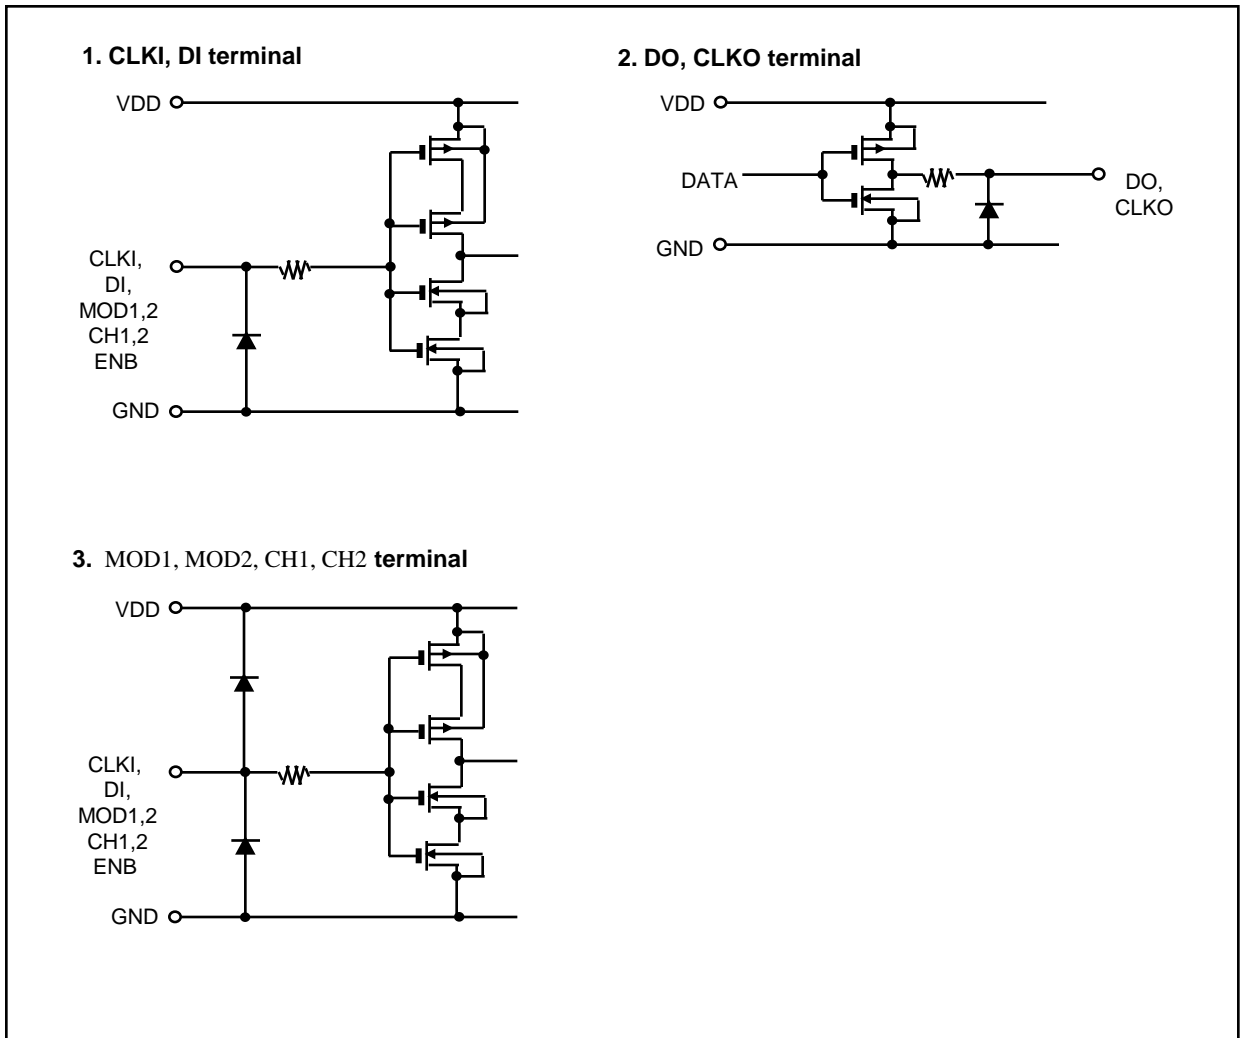 1. CLKI, DI terminal
VDD
CLKI,
DI,
MOD1,2
CH1,2
ENB
GND
2. DO, CLKO terminal
VDD
DATA
DO,
CLKO
GND
3. MOD1, MOD2, CH1, CH2 terminal
VDD
CLKI,
DI,
MOD1,2
CH1,2
ENB
GND